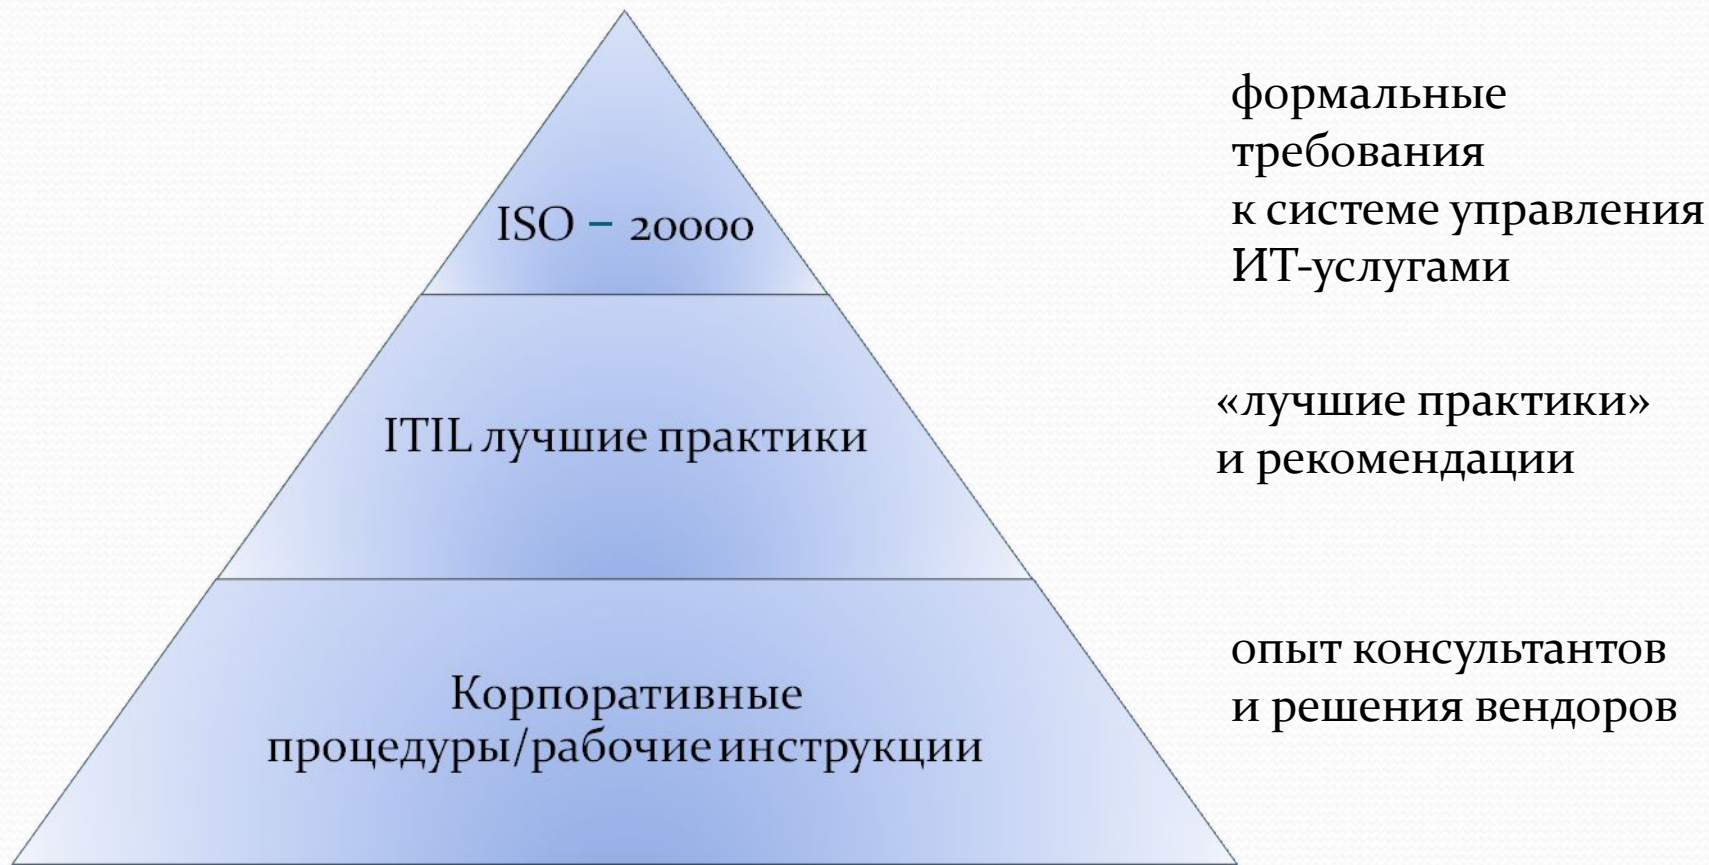 ISO – 20000
формальные
требования
к системе управления
ИТ-услугами
ITIL лучшие практики
«лучшие практики»
и рекомендации
Корпоративные
процедуры/рабочие инструкции
опыт консультантов
и решения вендоров